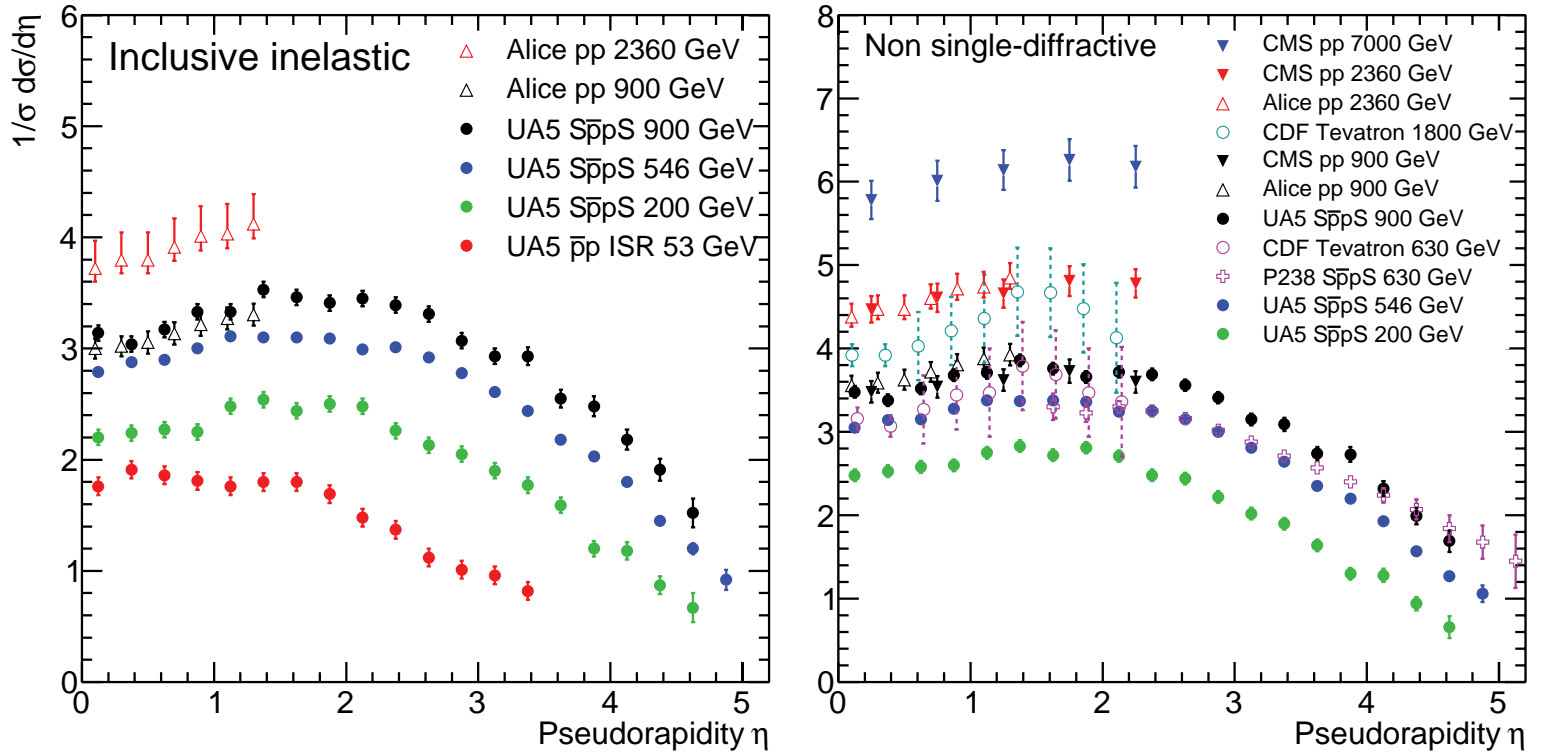 1/σ dσ/dη
Inclusive inelastic
Alice pp 2360 GeV
Alice pp 900 GeV
UA5 Sp̅pS 900 GeV
UA5 Sp̅pS 546 GeV
UA5 Sp̅pS 200 GeV
UA5 p̅p ISR 53 GeV
6
5
4
3
2
1
0
0 1 2 3 4 5
Pseudorapidity η
Non single-diffractive
CMS pp 7000 GeV
CMS pp 2360 GeV
Alice pp 2360 GeV
CDF Tevatron 1800 GeV
CMS pp 900 GeV
Alice pp 900 GeV
UA5 Sp̅pS 900 GeV
CDF Tevatron 630 GeV
P238 Sp̅pS 630 GeV
UA5 Sp̅pS 546 GeV
UA5 Sp̅pS 200 GeV
8
7
6
5
4
3
2
1
0
0 1 2 3 4 5
Pseudorapidity η